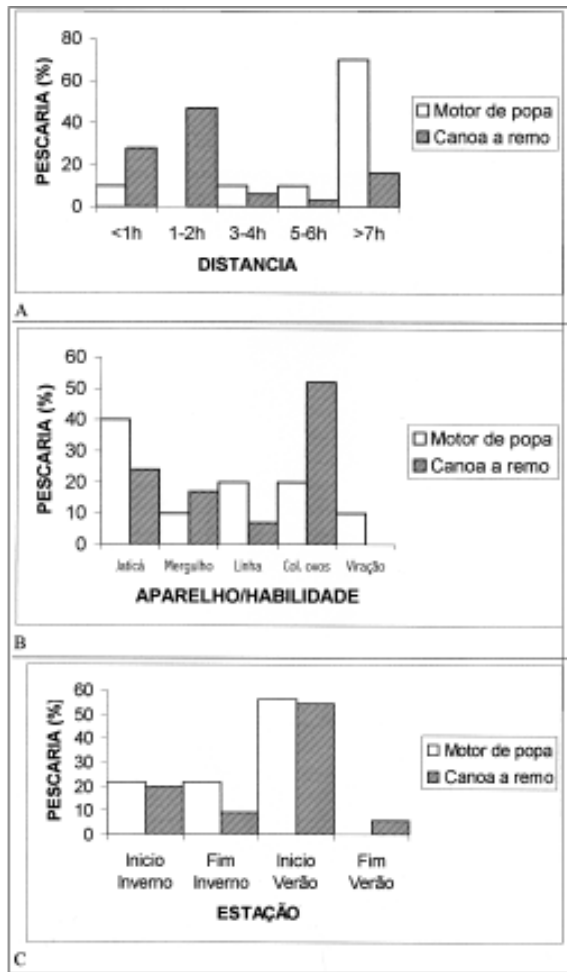 PESCARIA (%)
80
60
40
20
0
<1h 1-2h 3-4h 5-6h >7h
DISTANCIA
Motor de popa
Canoa a remo
A
PESCARIA (%)
60
50
40
30
20
10
0
Jaticá Mergulho Linha Col. ovos Viração
APARELHO/HABILIDADE
Motor de popa
Canoa a remo
B
PESCARIA (%)
60
50
40
30
20
10
0
Inicio Fim Inicio Fim
Inverno Inverno Verão Verão
ESTAÇÃO
Motor de popa
Canoa a remo
C